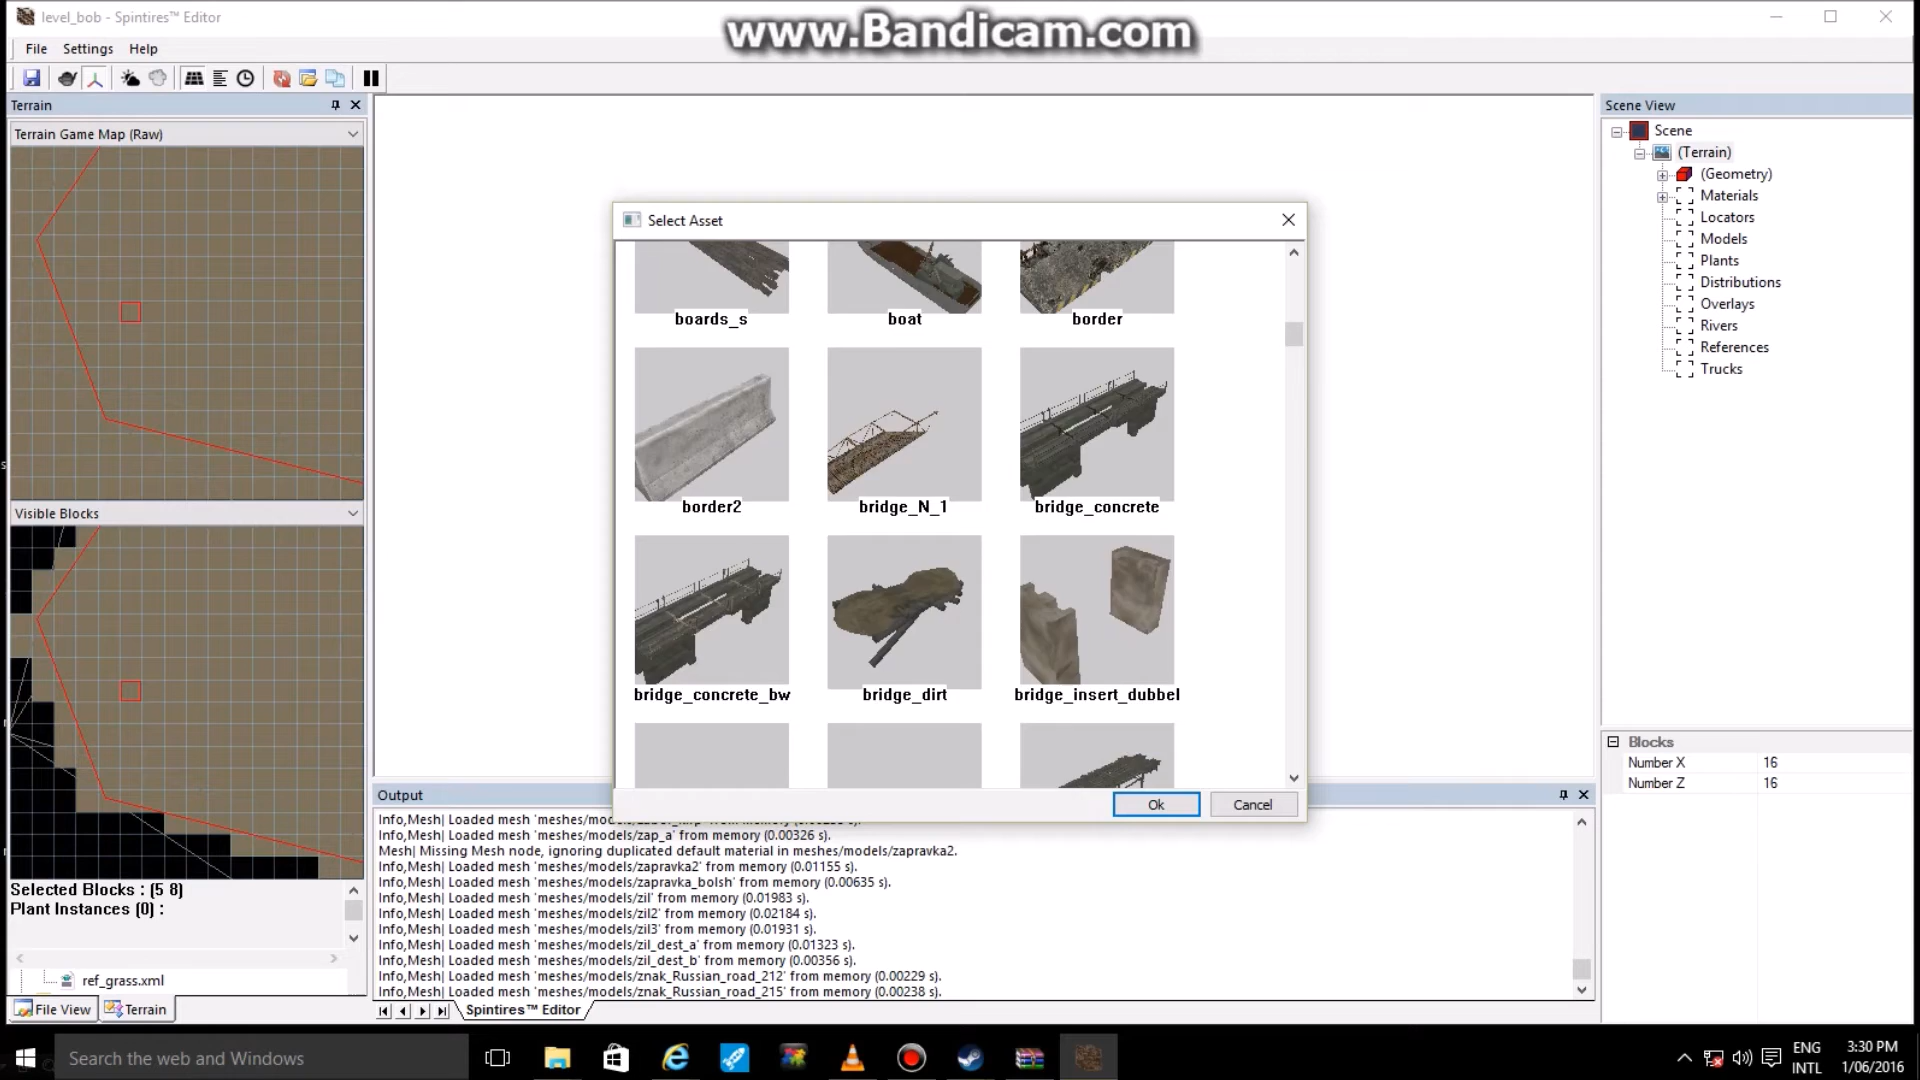 level_bob - Spintires™ Editor
www.Bandicam.com
File Settings Help
Terrain
Terrain Game Map (Raw)
Visible Blocks
Selected Blocks : (5 8)
Plant Instances (0) :
ref_grass.xml
File View
Terrain
Select Asset
boards_s
boat
border
border2
bridge_N_1
bridge_concrete
bridge_concrete_bw
bridge_dirt
bridge_insert_dubbel
Ok
Cancel
Output
Info,Mesh| Loaded mesh 'meshes/models/zap_a' from memory (0.00326 s).
Mesh| Missing Mesh node, ignoring duplicated default material in meshes/models/zapravka2.
Info,Mesh| Loaded mesh 'meshes/models/zapravka2' from memory (0.01155 s).
Info,Mesh| Loaded mesh 'meshes/models/zapravka_bolsh' from memory (0.00635 s).
Info,Mesh| Loaded mesh 'meshes/models/zil' from memory (0.01983 s).
Info,Mesh| Loaded mesh 'meshes/models/zil2' from memory (0.02184 s).
Info,Mesh| Loaded mesh 'meshes/models/zil3' from memory (0.01931 s).
Info,Mesh| Loaded mesh 'meshes/models/zil_dest_a' from memory (0.01323 s).
Info,Mesh| Loaded mesh 'meshes/models/zil_dest_b' from memory (0.00356 s).
Info,Mesh| Loaded mesh 'meshes/models/znak_Russian_road_212' from memory (0.00229 s).
Info,Mesh| Loaded mesh 'meshes/models/znak_Russian_road_215' from memory (0.00238 s).
Spintires™ Editor
Scene View
Scene
(Terrain)
(Geometry)
Materials
Locators
Models
Plants
Distributions
Overlays
Rivers
References
Trucks
Blocks
Number X 16
Number Z 16
Search the web and Windows
ENG
INTL
3:30 PM
1/06/2016